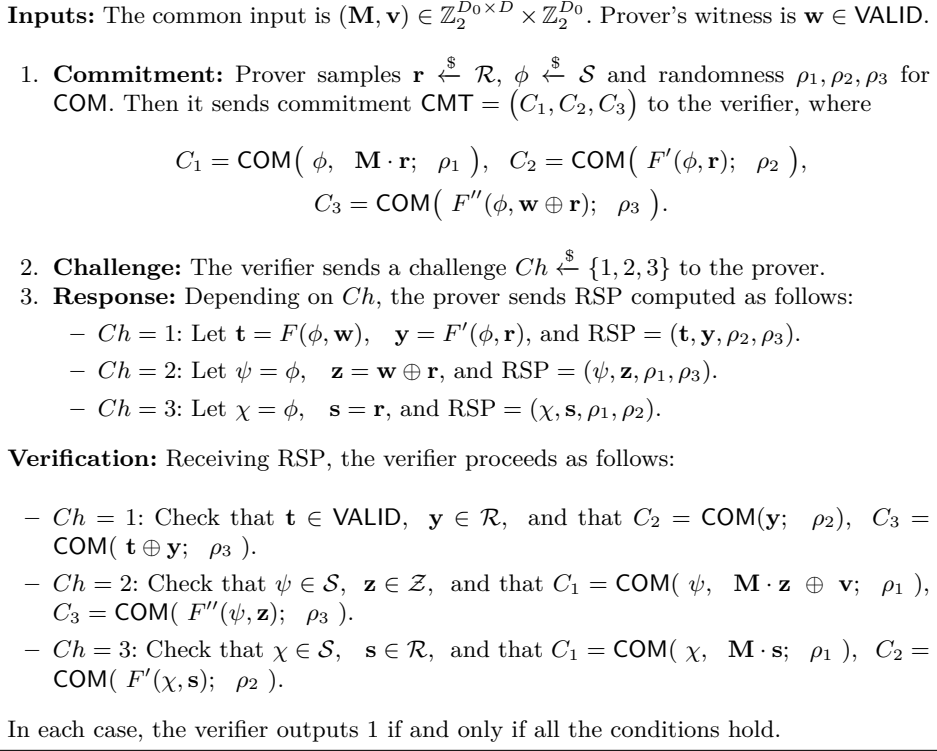 Inputs: The common input is (M, v) ∈ ℤ₂^{D₀×D} × ℤ₂^{D₀}. Prover's witness is w ∈ VALID.
1. Commitment: Prover samples r ←$ ℛ, ϕ ←$ 𝒮 and randomness ρ₁, ρ₂, ρ₃ for
COM. Then it sends commitment CMT = (C₁, C₂, C₃) to the verifier, where
C₁ = COM( ϕ, M · r; ρ₁ ), C₂ = COM( F′(ϕ, r); ρ₂ ),
C₃ = COM( F″(ϕ, w ⊕ r); ρ₃ ).
2. Challenge: The verifier sends a challenge Ch ←$ {1, 2, 3} to the prover.
3. Response: Depending on Ch, the prover sends RSP computed as follows:
– Ch = 1: Let t = F(ϕ, w), y = F′(ϕ, r), and RSP = (t, y, ρ₂, ρ₃).
– Ch = 2: Let ψ = ϕ, z = w ⊕ r, and RSP = (ψ, z, ρ₁, ρ₃).
– Ch = 3: Let χ = ϕ, s = r, and RSP = (χ, s, ρ₁, ρ₂).
Verification: Receiving RSP, the verifier proceeds as follows:
– Ch = 1: Check that t ∈ VALID, y ∈ ℛ, and that C₂ = COM(y; ρ₂), C₃ =
COM( t ⊕ y; ρ₃ ).
– Ch = 2: Check that ψ ∈ 𝒮, z ∈ 𝒵, and that C₁ = COM( ψ, M · z ⊕ v; ρ₁ ),
C₃ = COM( F″(ψ, z); ρ₃ ).
– Ch = 3: Check that χ ∈ 𝒮, s ∈ ℛ, and that C₁ = COM( χ, M · s; ρ₁ ), C₂ =
COM( F′(χ, s); ρ₂ ).
In each case, the verifier outputs 1 if and only if all the conditions hold.